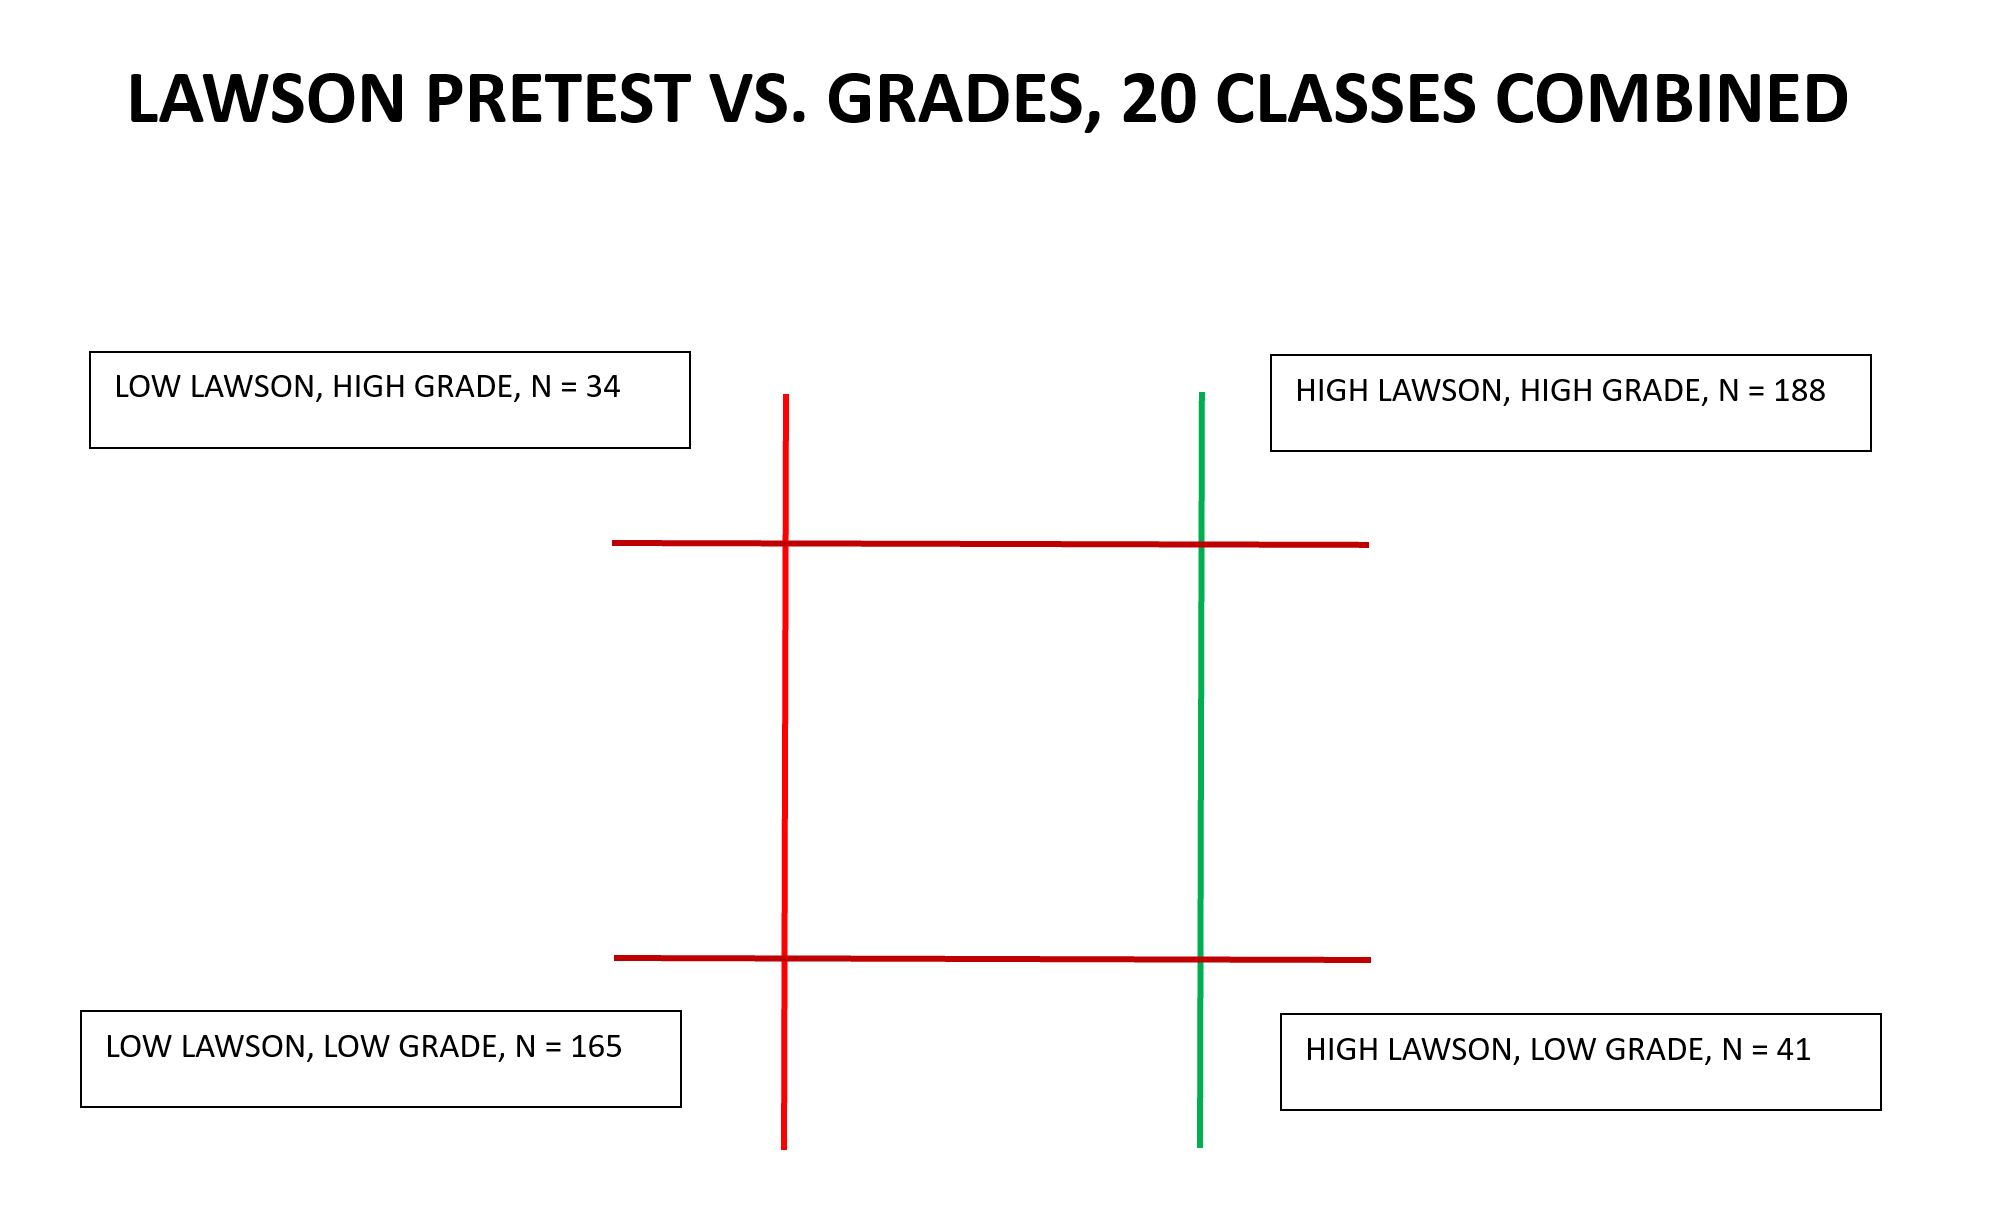 LAWSON PRETEST VS. GRADES, 20 CLASSES COMBINED
LOW LAWSON, HIGH GRADE, N = 34
HIGH LAWSON, HIGH GRADE, N = 188
LOW LAWSON, LOW GRADE, N = 165
HIGH LAWSON, LOW GRADE, N = 41